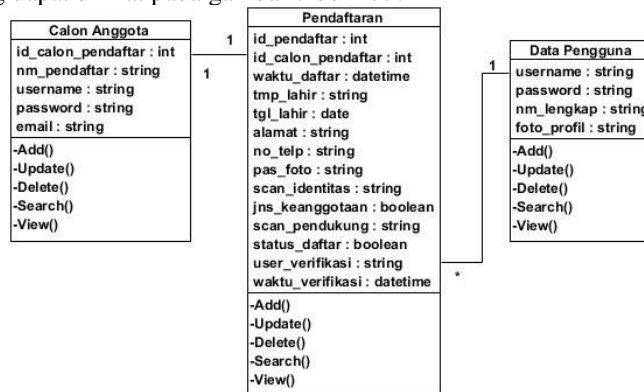 Calon Anggota
id_calon_pendaftar : int
nm_pendaftar : string
username : string
password : string
email : string
-Add()
-Update()
-Delete()
-Search()
-View()
1
1
Pendaftaran
id_pendaftar : int
id_calon_pendaftar : int
waktu_daftar : datetime
tmp_lahir : string
tgl_lahir : date
alamat : string
no_telp : string
pas_foto : string
scan_identitas : string
jns_keanggotaan : boolean
scan_pendukung : string
status_daftar : boolean
user_verifikasi : string
waktu_verifikasi : datetime
-Add()
-Update()
-Delete()
-Search()
-View()
*
1
Data Pengguna
username : string
password : string
nm_lengkap : string
foto_profil : string
-Add()
-Update()
-Delete()
-Search()
-View()